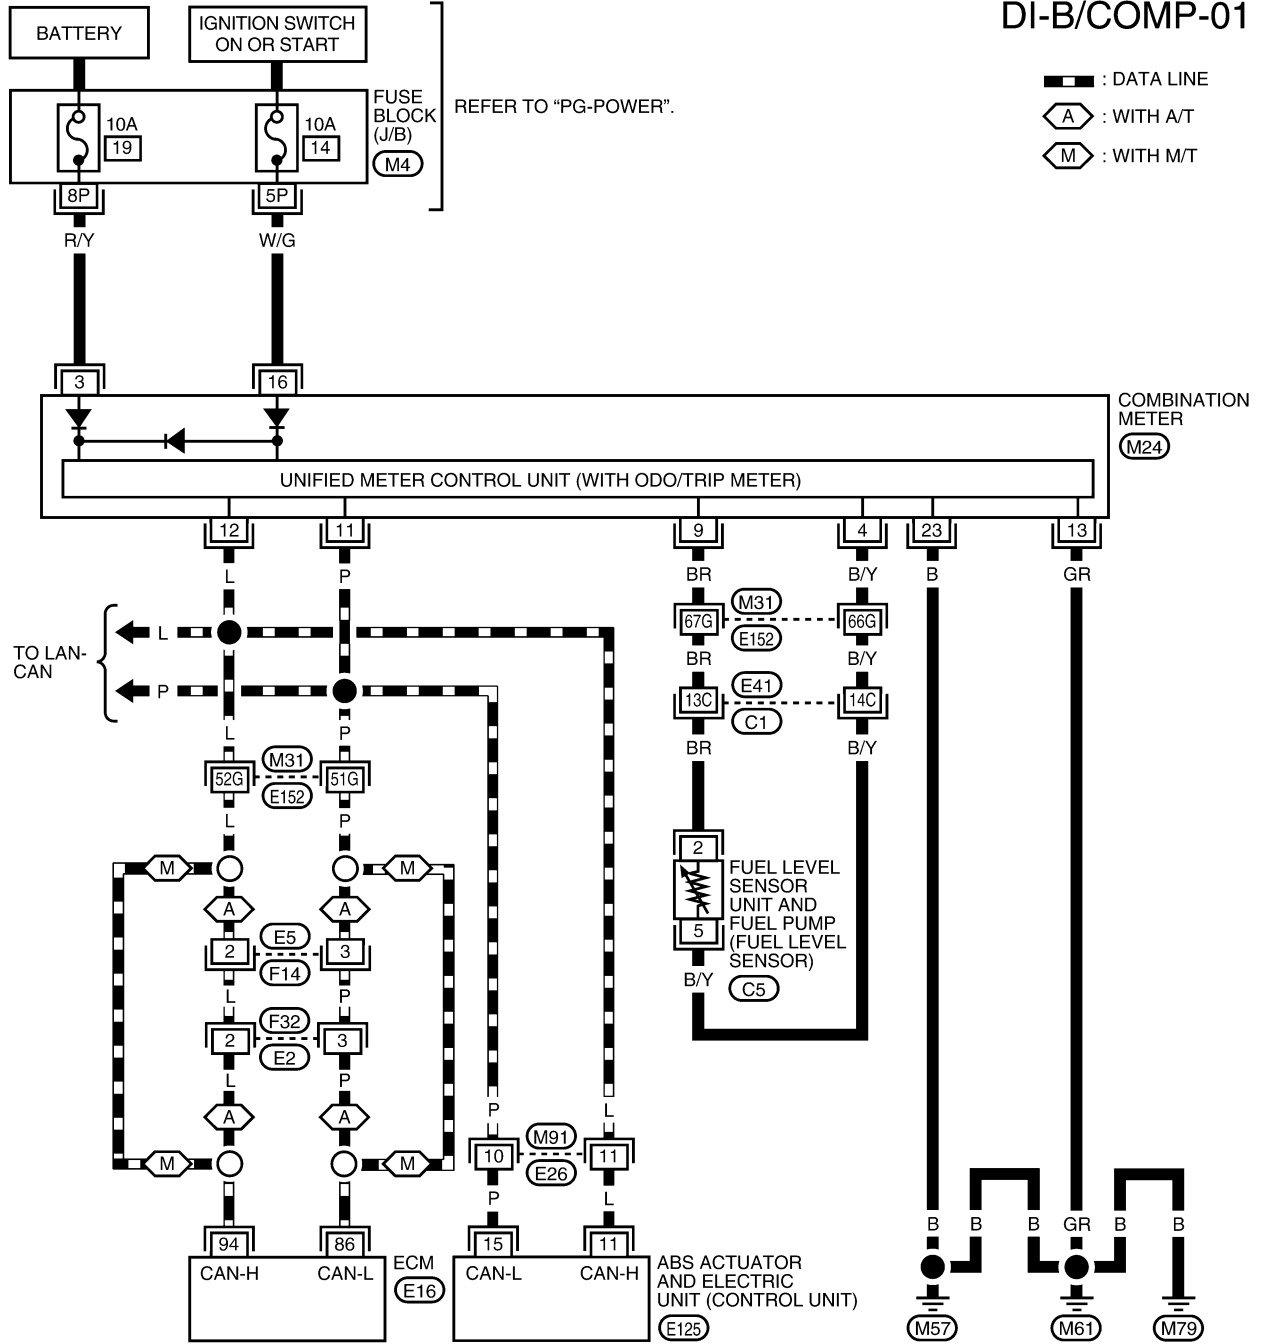 DI-B/COMP-01
BATTERY
IGNITION SWITCH
ON OR START
: DATA LINE
A : WITH A/T
M : WITH M/T
FUSE
BLOCK
(J/B)
M4
REFER TO “PG-POWER”.
10A
19
10A
14
8P
5P
R/Y
W/G
3
16
COMBINATION
METER
M24
UNIFIED METER CONTROL UNIT (WITH ODO/TRIP METER)
12
11
9
4
23
13
L
P
BR
B/Y
B
GR
M31
67G
66G
E152
TO LAN-
CAN
L
P
BR
B/Y
E41
13C
14C
C1
L
P
BR
B/Y
M31
52G
51G
E152
L
P
M
M
A
A
2
FUEL LEVEL
SENSOR
UNIT AND
FUEL PUMP
(FUEL LEVEL
SENSOR)
5
C5
B/Y
E5
2
3
F14
L
P
F32
2
3
E2
L
P
A
A
M
M
P
L
M91
10
11
E26
P
L
94
86
15
11
CAN-H
CAN-L
ECM
E16
CAN-L
CAN-H
ABS ACTUATOR
AND ELECTRIC
UNIT (CONTROL UNIT)
E125
B
B
B
GR
B
B
M57
M61
M79